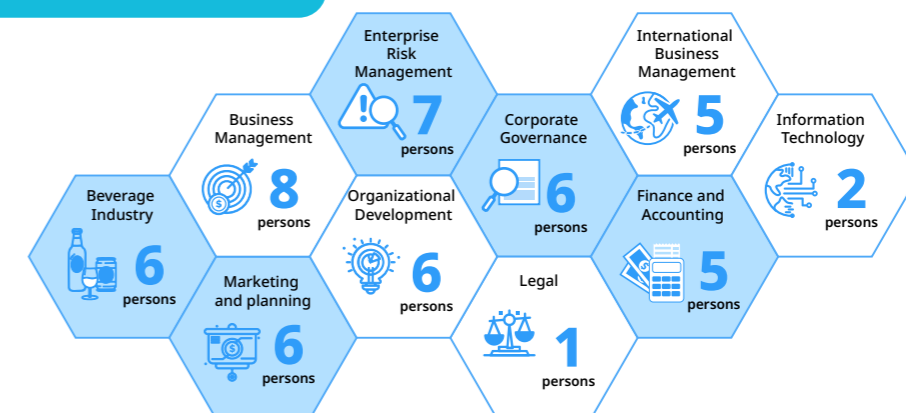 Enterprise
Risk
Management
7
persons
International
Business
Management
5
persons
Business
Management
8
persons
Corporate
Governance
6
persons
Information
Technology
2
persons
Beverage
Industry
6
persons
Organizational
Development
6
persons
Finance and
Accounting
5
persons
Marketing
and planning
6
persons
Legal
1
persons